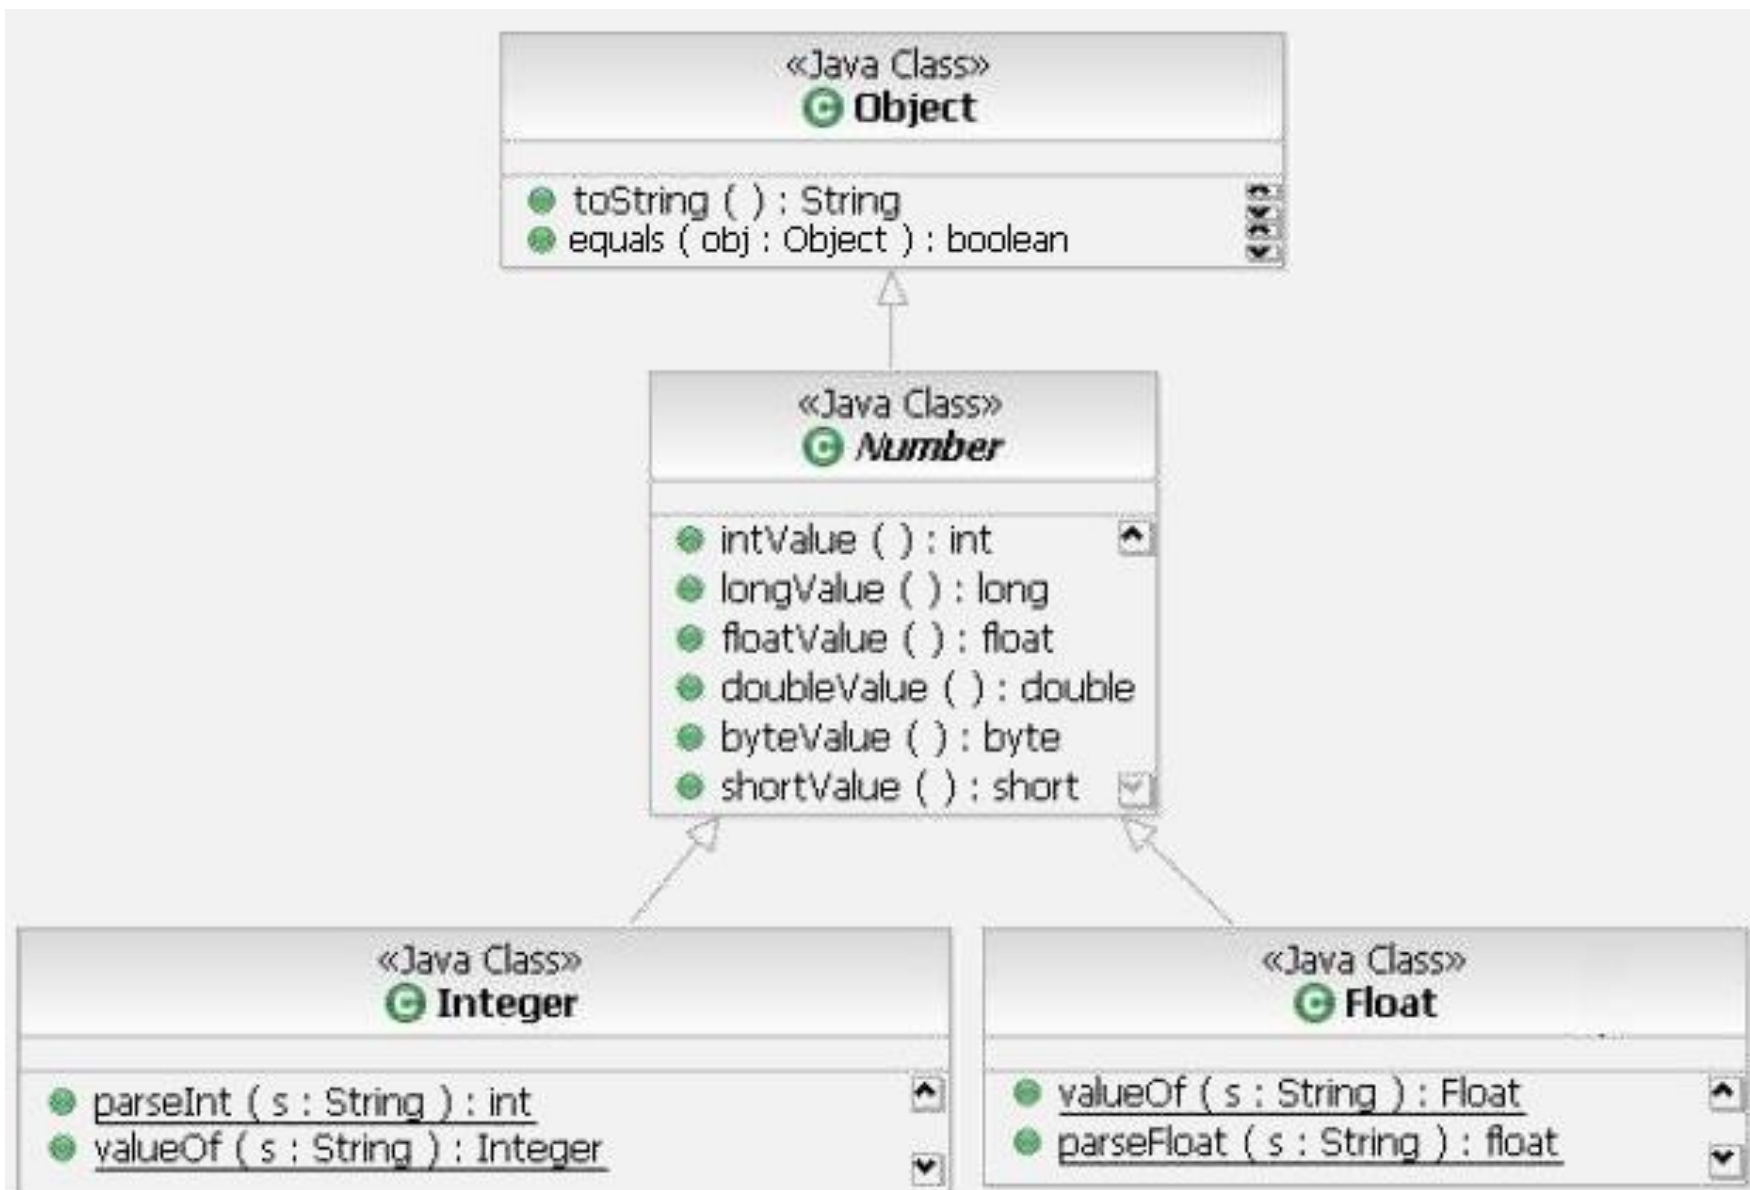 «Java Class»
Object
toString ( ) : String
equals ( obj : Object ) : boolean
«Java Class»
Number
intValue ( ) : int
longValue ( ) : long
floatValue ( ) : float
doubleValue ( ) : double
byteValue ( ) : byte
shortValue ( ) : short
«Java Class»
Integer
parseInt ( s : String ) : int
valueOf ( s : String ) : Integer
«Java Class»
Float
valueOf ( s : String ) : Float
parseFloat ( s : String ) : float